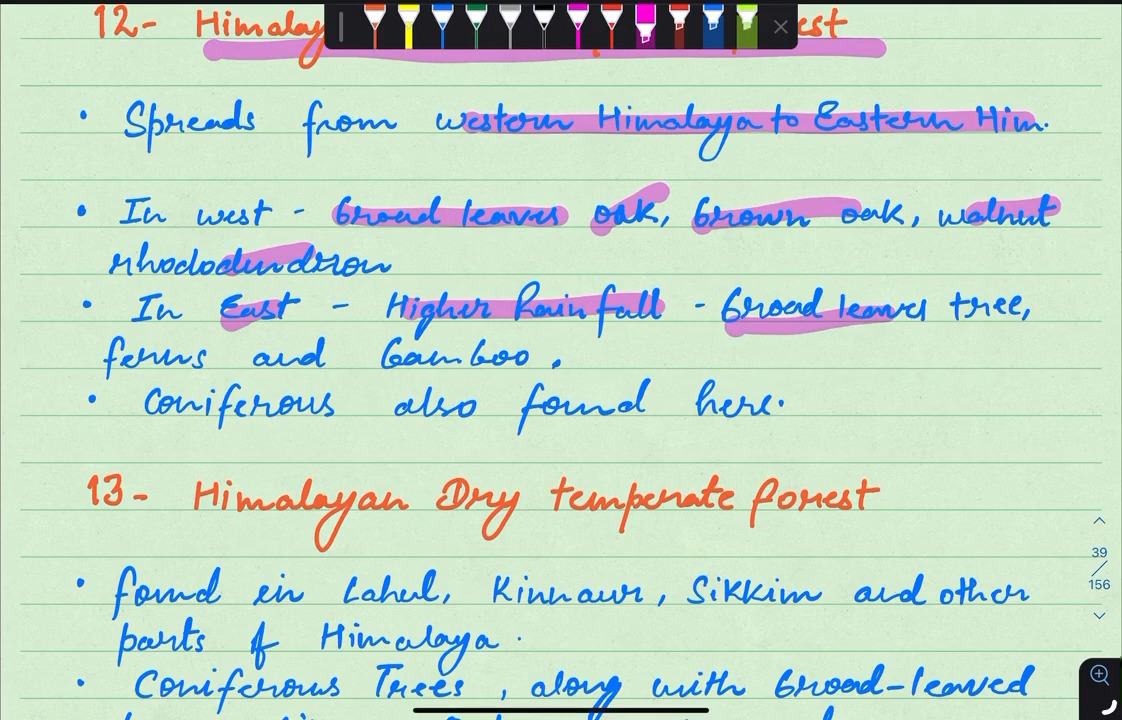 12- Himalay est
• Spreads from western Himalaya to Eastern Him.
• In west - broad leaves oak, brown oak, walnut
rhododendron
• In East - Higher Rainfall - broad leaves tree,
ferns and bamboo.
• Coniferous also found here.
13- Himalayan Dry temperate forest
• found in Lahul, Kinnaur, Sikkim and other
parts of Himalaya.
39
/
156
• Coniferous Trees, along with broad-leaved